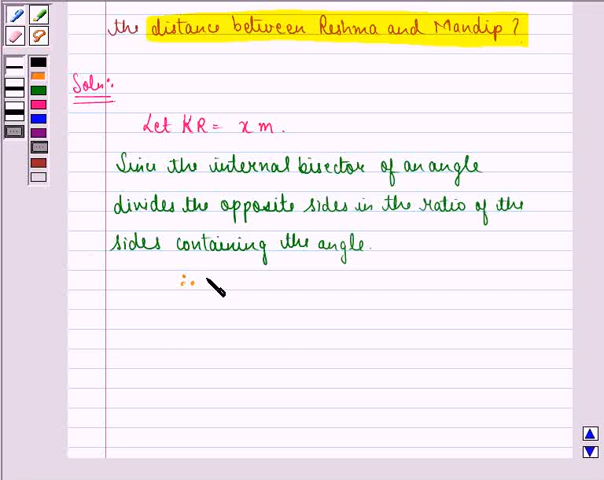 the distance between Reshma and Mandip ?
Soln:
Let KR = x m.
Since the internal bisector of an angle
divides the opposite sides in the ratio of the
sides containing the angle.
∴